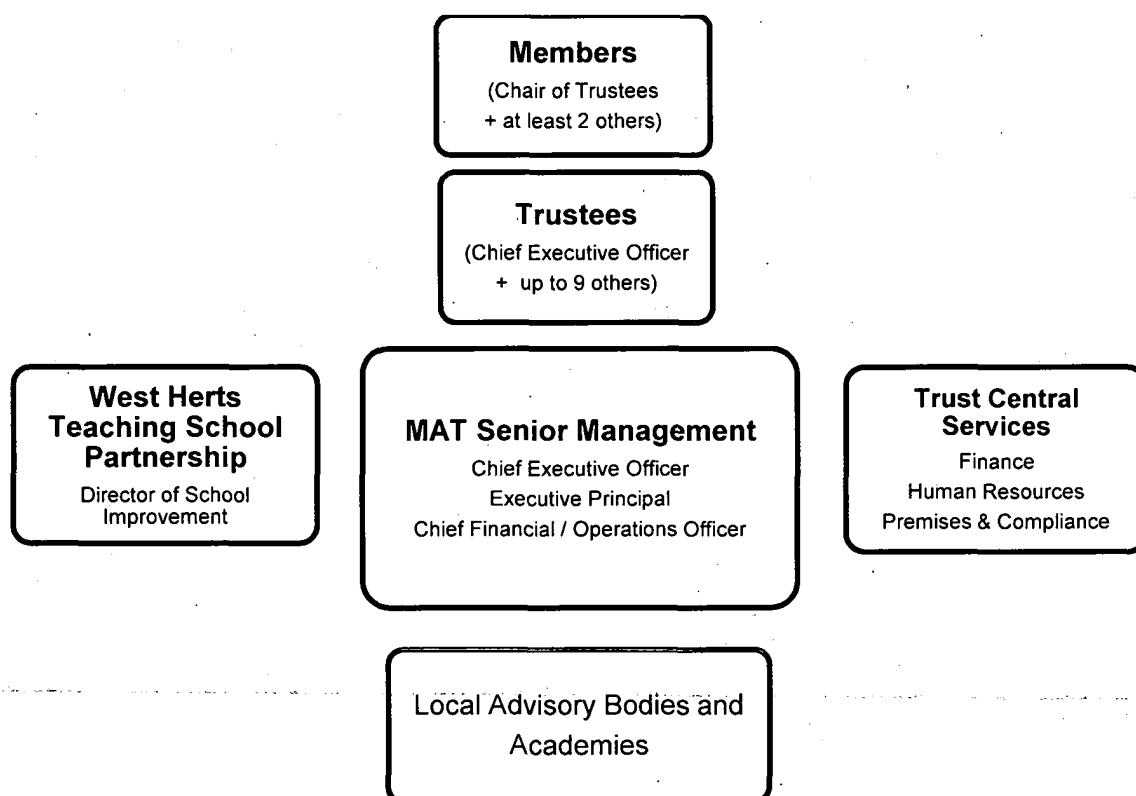 Members
(Chair of Trustees
+ at least 2 others)
Trustees
(Chief Executive Officer
+ up to 9 others)
West Herts
Teaching School
Partnership
Director of School
Improvement
MAT Senior Management
Chief Executive Officer
Executive Principal
Chief Financial / Operations Officer
Trust Central
Services
Finance
Human Resources
Premises & Compliance
Local Advisory Bodies and
Academies